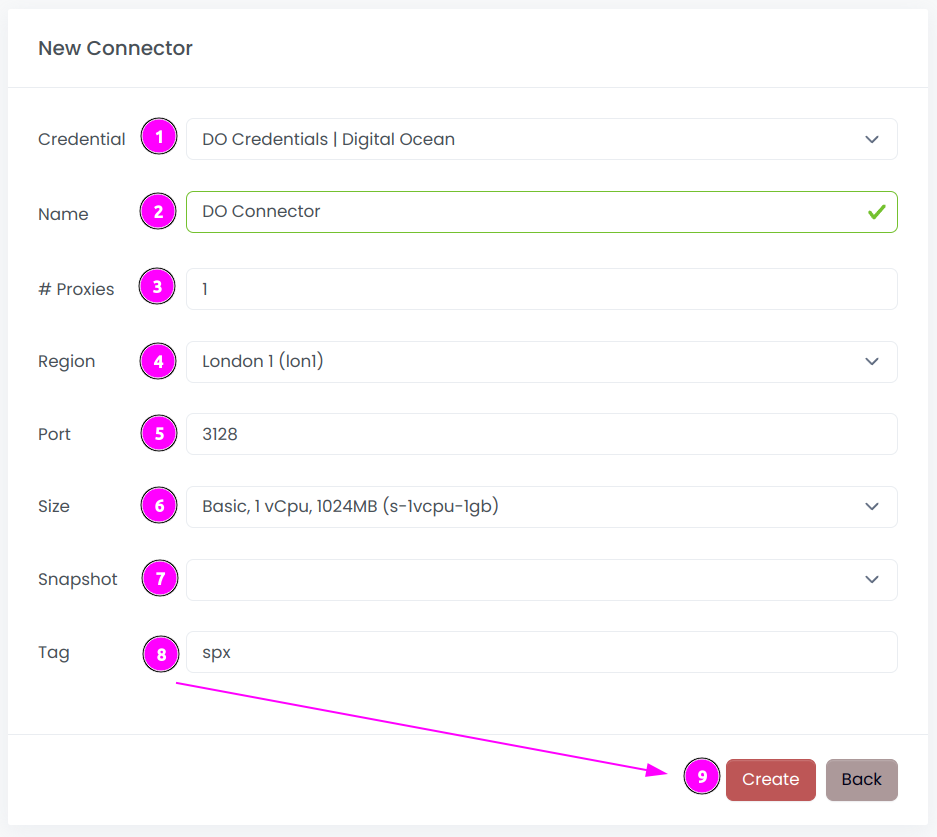 New Connector
Credential 1 DO Credentials | Digital Ocean
Name 2 DO Connector
# Proxies 3 1
Region 4 London 1 (lon1)
Port 5 3128
Size 6 Basic, 1 vCpu, 1024MB (s-1vcpu-1gb)
Snapshot 7
Tag 8 spx
9 Create Back